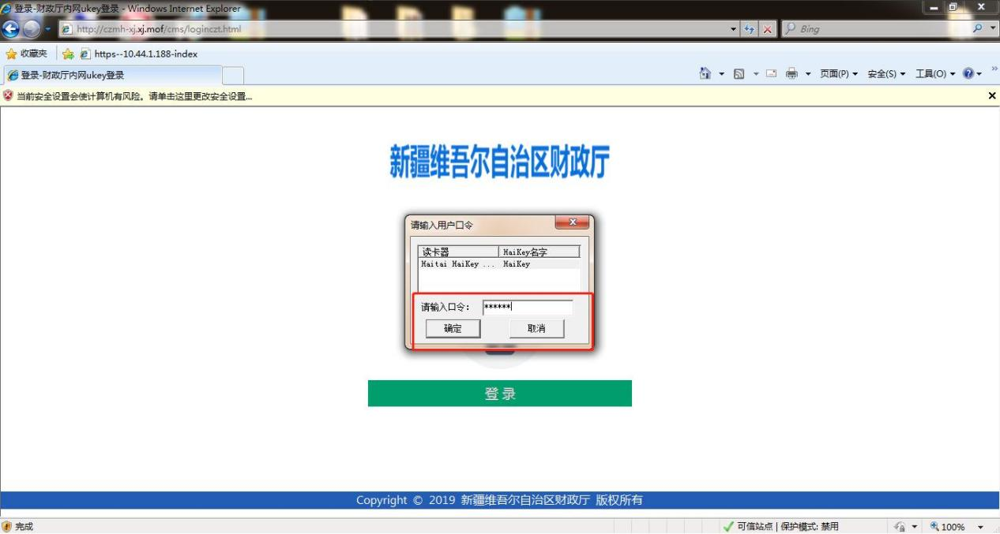 登录-财政厅内网ukey登录 - Windows Internet Explorer
http://czmh-xj.xj.mof/cms/loginczt.html
Bing
收藏夹 https--10.44.1.188-index
登录-财政厅内网ukey登录
页面(P) 安全(S) 工具(O)
当前安全设置会使计算机有风险。请单击这里更改安全设置...
新疆维吾尔自治区财政厅
请输入用户口令
读卡器 HaiKey名字
Haitai HaiKey ... HaiKey
请输入口令: ******
确定 取消
登录
Copyright © 2019 新疆维吾尔自治区财政厅 版权所有
完成 可信站点 | 保护模式: 禁用 100%